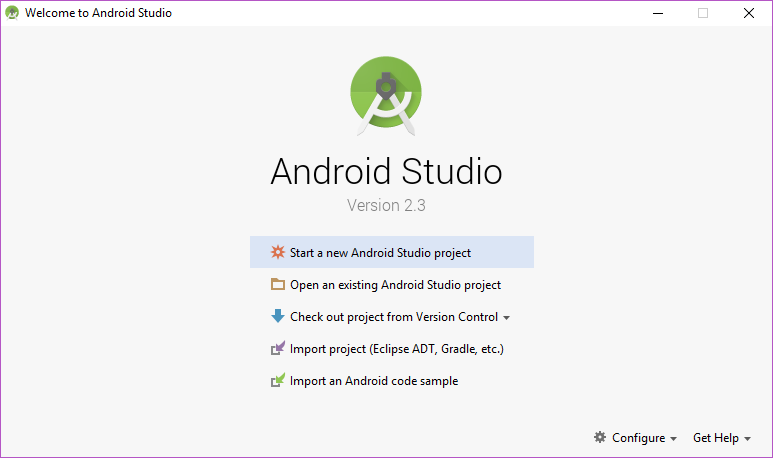 Welcome to Android Studio
Android Studio
Version 2.3
Start a new Android Studio project
Open an existing Android Studio project
Check out project from Version Control
Import project (Eclipse ADT, Gradle, etc.)
Import an Android code sample
Configure Get Help